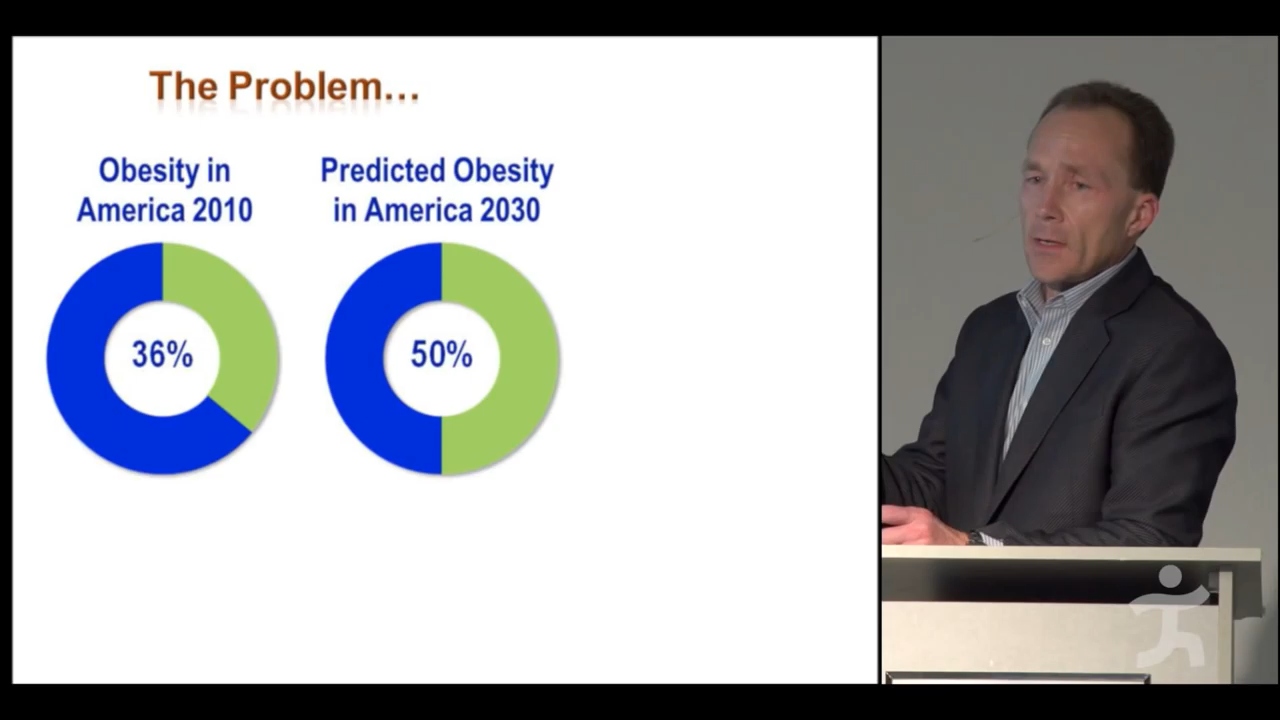 The Problem...
Obesity in
America 2010
Predicted Obesity
in America 2030
36%
50%